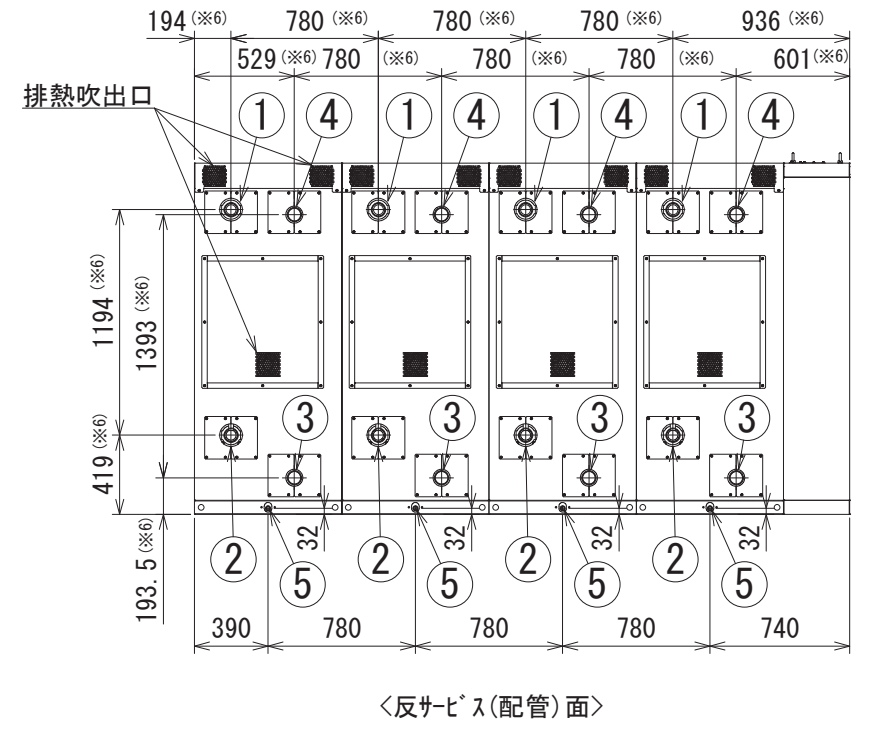 194(※6) 780(※6) 780(※6) 780(※6) 936(※6)
529(※6) 780(※6) 780(※6) 780(※6) 601(※6)
排熱吹出口
① ④ ① ④ ① ④ ① ④
1194(※6)
1393(※6)
③ ③ ③ ③
419(※6)
193.5(※6)
32 32 32 32
② ⑤ ② ⑤ ② ⑤ ② ⑤
390 780 780 780 740
<反サービス(配管)面>